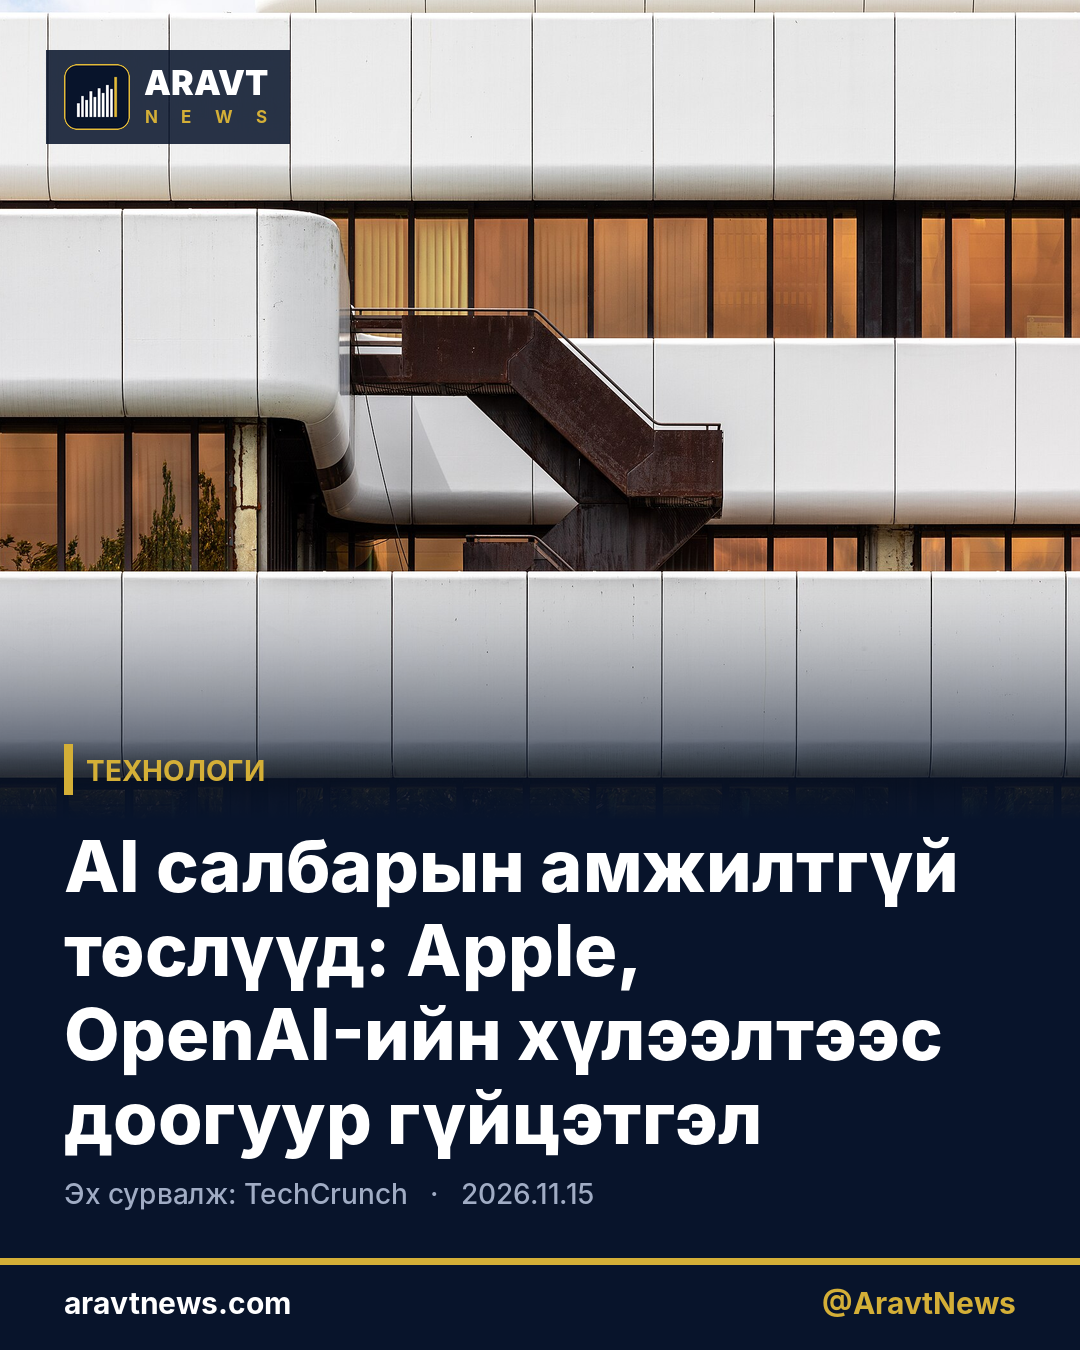 ARAVT
NEWS
ТЕХНОЛОГИ
AI салбарын амжилтгүй
төслүүд: Apple,
OpenAI-ийн хүлээлтээс
доогуур гүйцэтгэл
Эх сурвалж: TechCrunch · 2026.11.15
aravtnews.com
@AravtNews